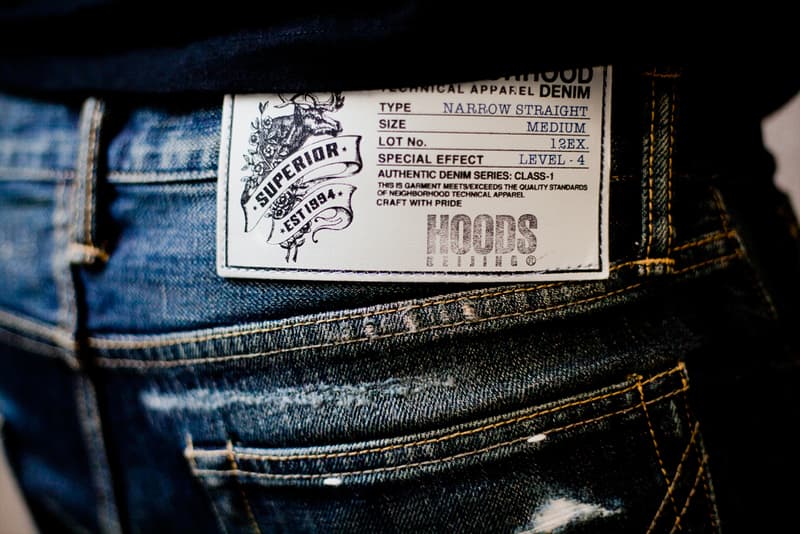 TECHNICAL APPAREL DENIM
TYPE NARROW STRAIGHT
SIZE MEDIUM
LOT No. 12EX.
SPECIAL EFFECT LEVEL - 4
AUTHENTIC DENIM SERIES: CLASS-1
THIS IS GARMENT MEETS/EXCEEDS THE QUALITY STANDARDS
OF NEIGHBORHOOD TECHNICAL APPAREL
CRAFT WITH PRIDE
HOODS
BEIJING®
SUPERIOR
EST1994